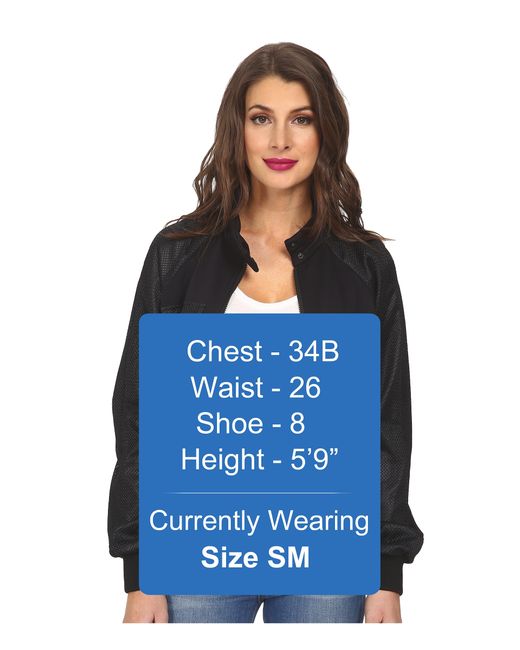 Chest - 34B
Waist - 26
Shoe - 8
Height - 5’9”
Currently Wearing
Size SM